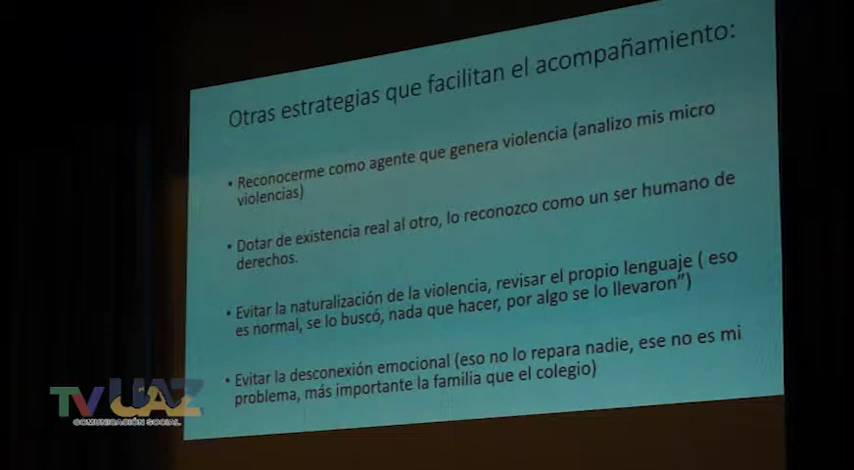 Otras estrategias que facilitan el acompañamiento:
• Reconocerme como agente que genera violencia (analizo mis micro
violencias)
• Dotar de existencia real al otro, lo reconozco como un ser humano de
derechos.
• Evitar la naturalización de la violencia, revisar el propio lenguaje ( eso
es normal, se lo buscó, nada que hacer, por algo se lo llevaron")
• Evitar la desconexión emocional (eso no lo repara nadie, ese no es mi
problema, más importante la familia que el colegio)
TVUAZ
COMUNICACIÓN SOCIAL